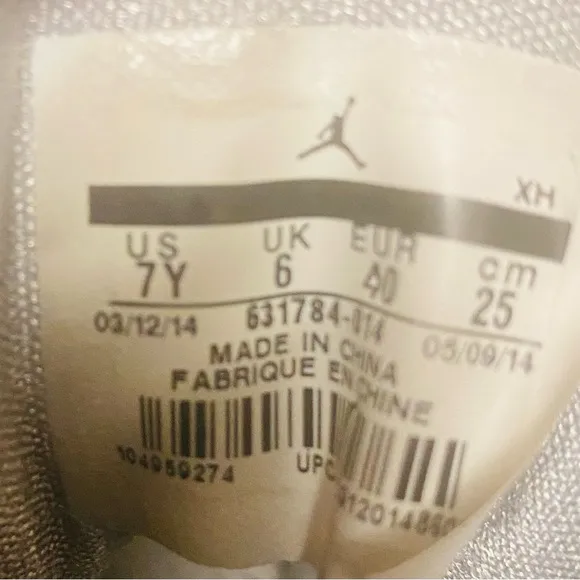 XH
US UK EUR cm
7Y 6 40 25
03/12/14 631784-014 05/09/14
MADE IN CHINA
FABRIQUE EN CHINE
104959274 UPC